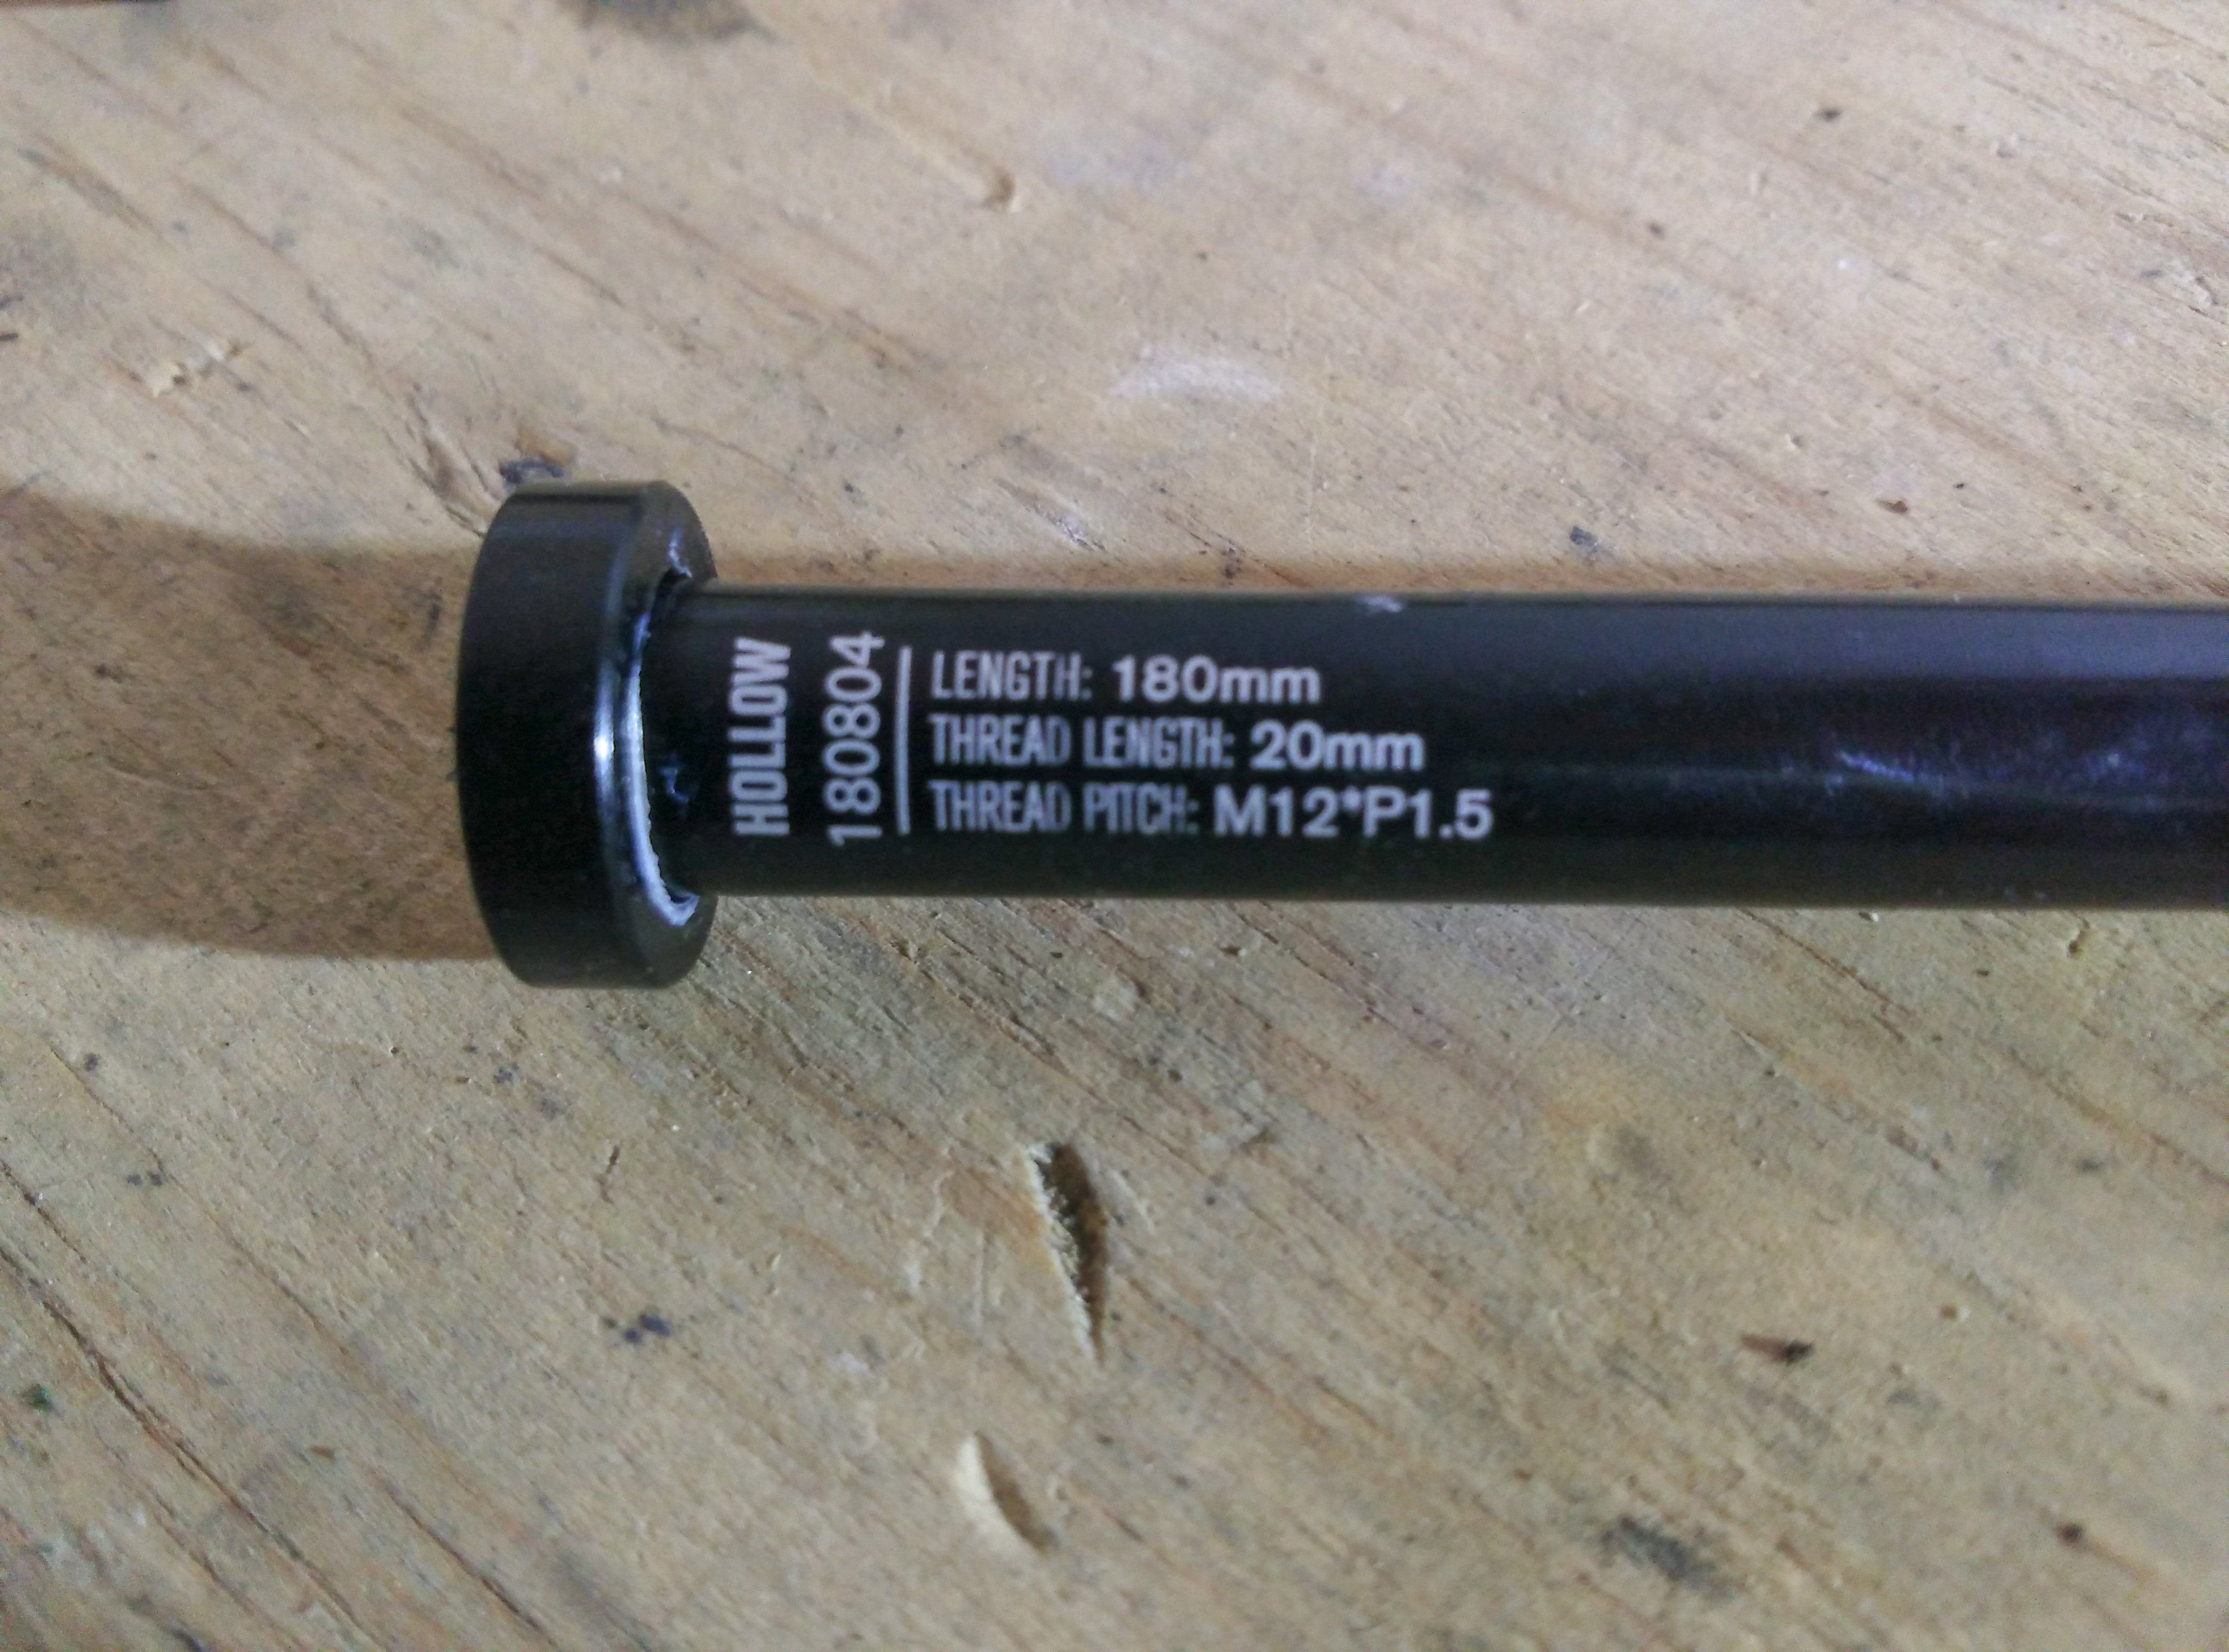 HOLLOW
180804
LENGTH: 180mm
THREAD LENGTH: 20mm
THREAD PITCH: M12*P1.5